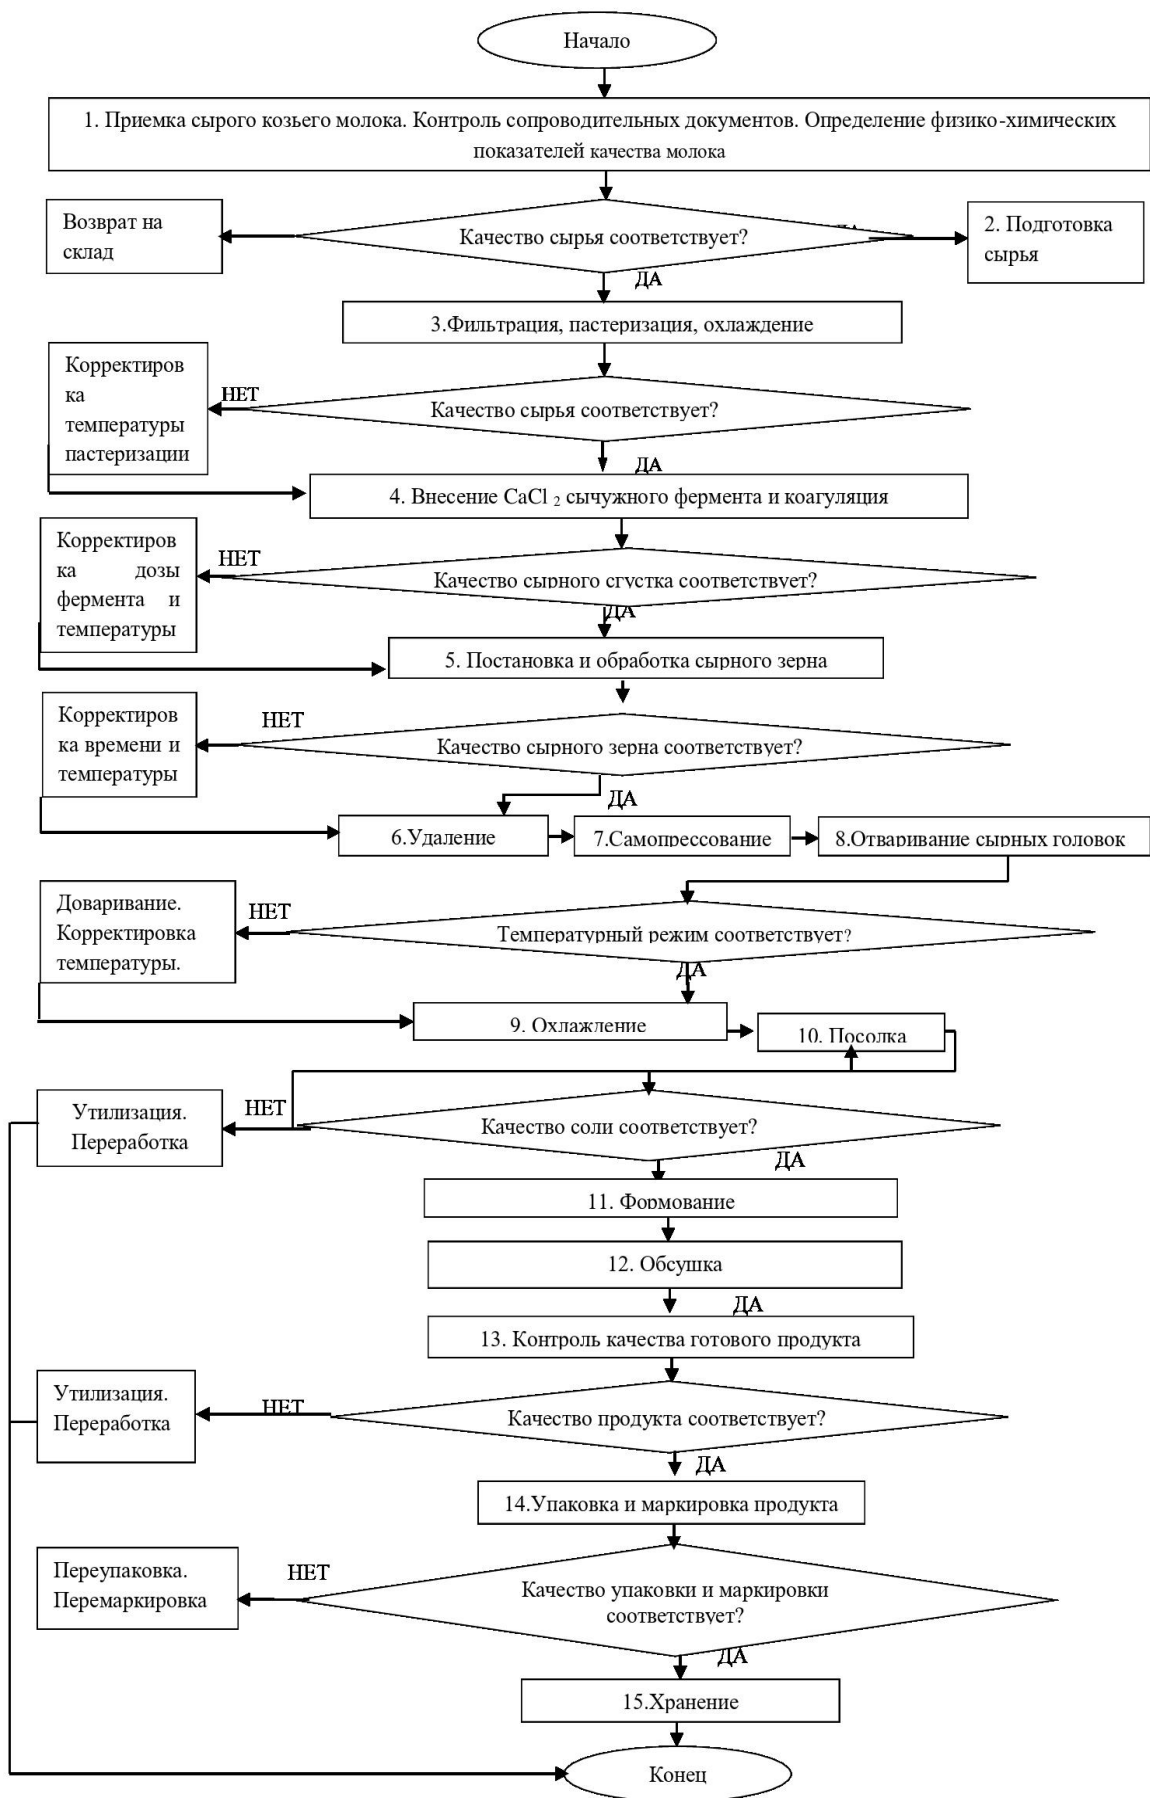 Начало
1. Приемка сырого козьего молока. Контроль сопроводительных документов. Определение физико-химических
показателей качества молока
Возврат на
склад
Качество сырья соответствует?
2. Подготовка
сырья
ДА
3.Фильтрация, пастеризация, охлаждение
Корректиров
ка
температуры
пастеризации
НЕТ
Качество сырья соответствует?
ДА
4. Внесение CaCl 2 сычужного фермента и коагуляция
Корректиров
ка дозы
фермента и
температуры
НЕТ
Качество сырного сгустка соответствует?
ДА
5. Постановка и обработка сырного зерна
Корректиров
ка времени и
температуры
НЕТ
Качество сырного зерна соответствует?
ДА
6.Удаление
7.Самопрессование
8.Отваривание сырных головок
Доваривание.
Корректировка
температуры.
НЕТ
Температурный режим соответствует?
ДА
9. Охлаждение
10. Посолка
Утилизация.
Переработка
НЕТ
Качество соли соответствует?
ДА
11. Формование
12. Обсушка
ДА
13. Контроль качества готового продукта
Утилизация.
Переработка
НЕТ
Качество продукта соответствует?
ДА
14.Упаковка и маркировка продукта
Переупаковка.
Перемаркировка
НЕТ
Качество упаковки и маркировки
соответствует?
ДА
15.Хранение
Конец